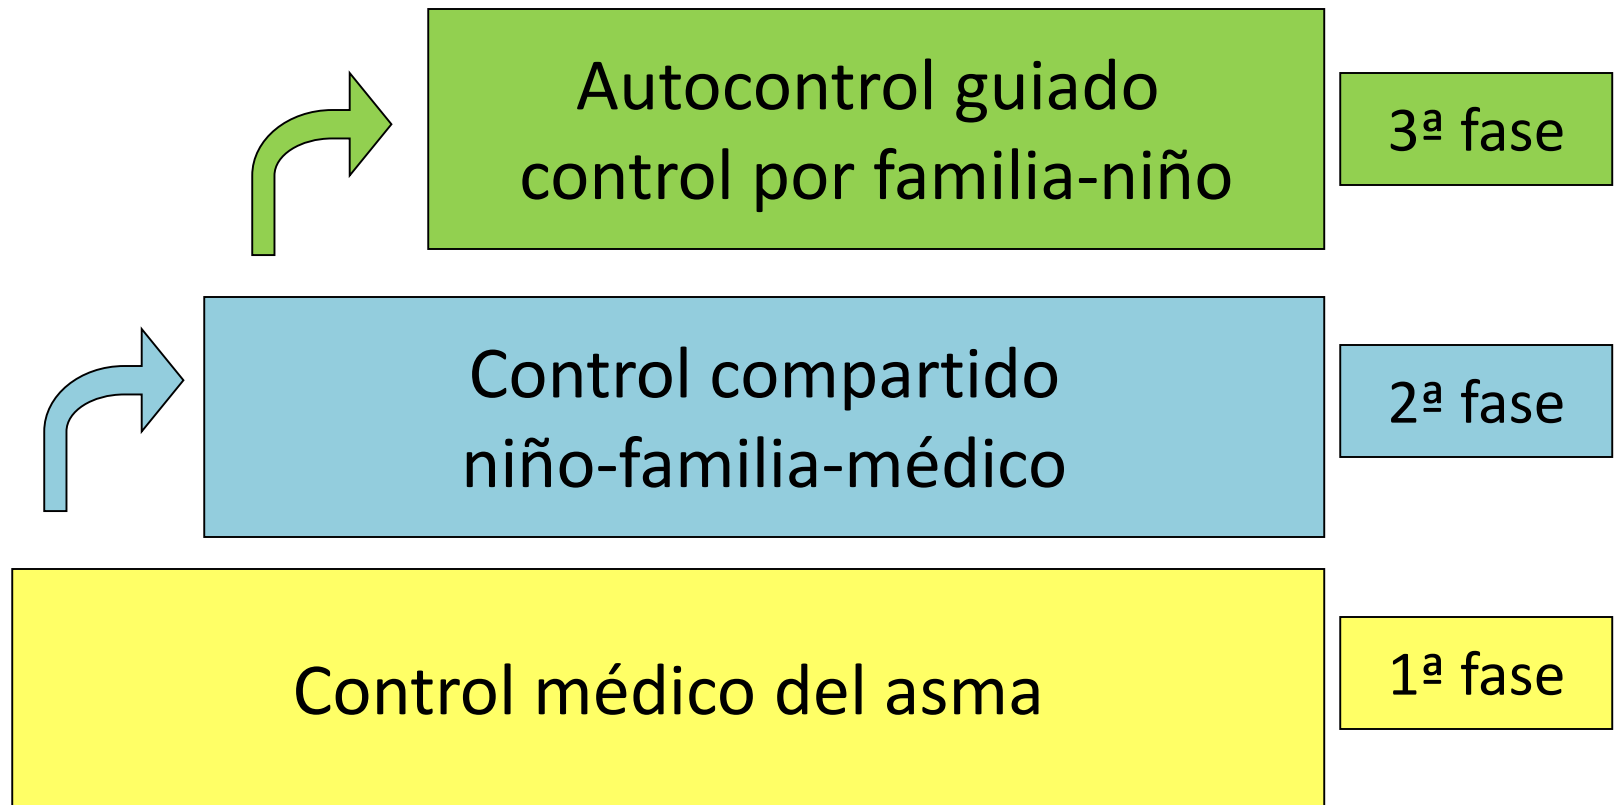 Autocontrol guiado
control por familia-niño
3ª fase
Control compartido
niño-familia-médico
2ª fase
Control médico del asma
1ª fase